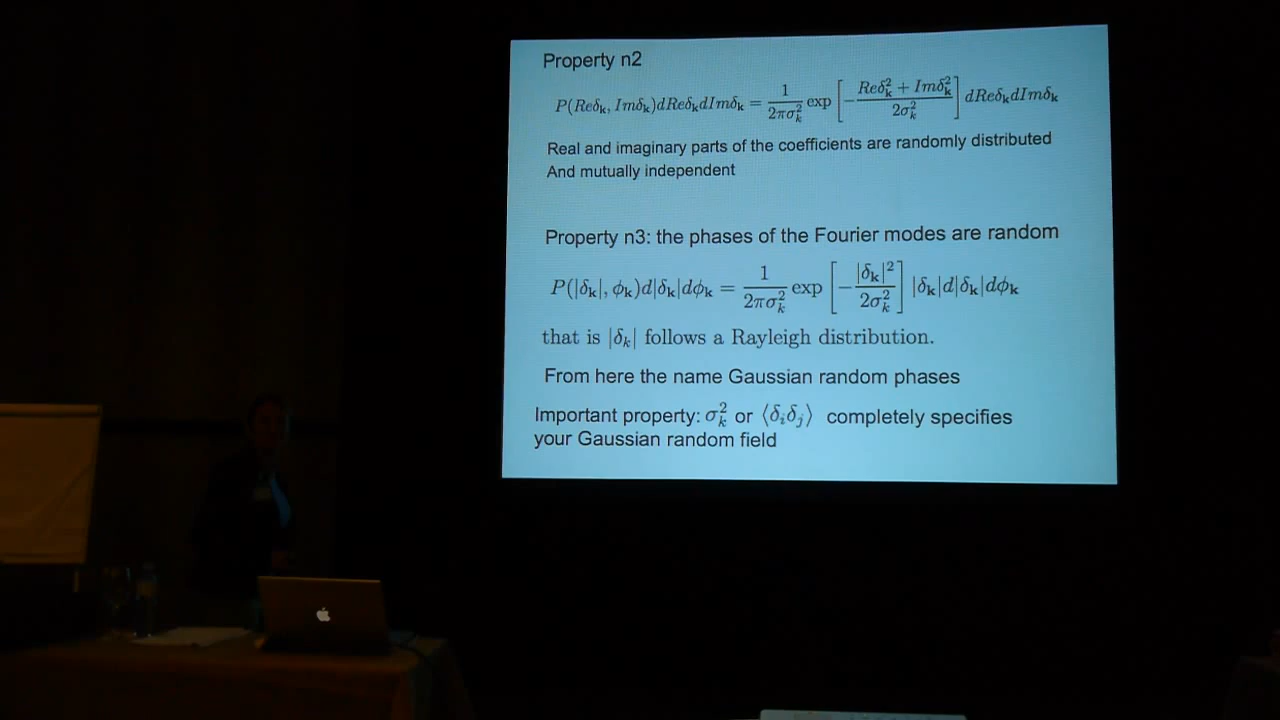 Property n2
P(Reδ_𝐤, Imδ_𝐤)dReδ_𝐤dImδ_𝐤 = \frac{1}{2πσ_k^2} exp [ -\frac{Reδ_𝐤^2 + Imδ_𝐤^2}{2σ_k^2} ] dReδ_𝐤dImδ_𝐤
Real and imaginary parts of the coefficients are randomly distributed
And mutually independent
Property n3: the phases of the Fourier modes are random
P(|δ_𝐤|, ϕ_𝐤)d|δ_𝐤|dϕ_𝐤 = \frac{1}{2πσ_k^2} exp [ -\frac{|δ_𝐤|^2}{2σ_k^2} ] |δ_𝐤|d|δ_𝐤|dϕ_𝐤
that is |δ_k| follows a Rayleigh distribution.
From here the name Gaussian random phases
Important property: σ_k^2 or ⟨δ_iδ_j⟩ completely specifies
your Gaussian random field